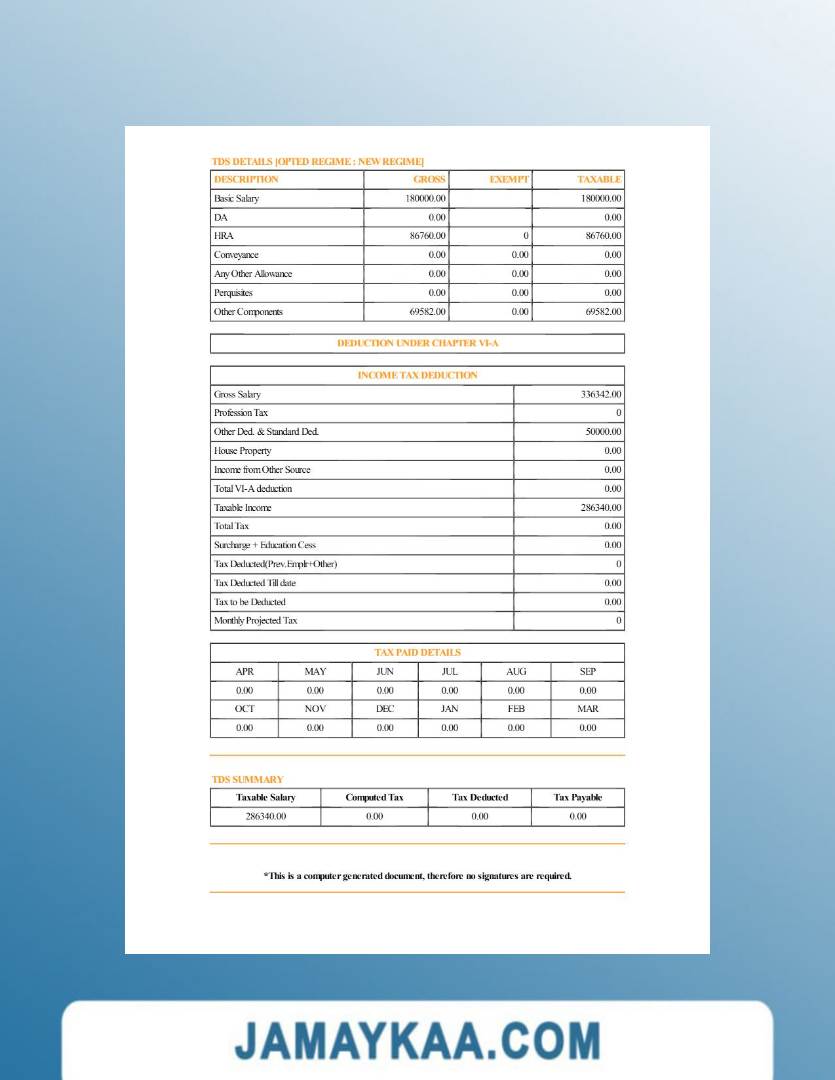 TDS DETAILS [OPTED REGIME : NEW REGIME]
DESCRIPTION GROSS EXEMPT TAXABLE
Basic Salary 180000.00 180000.00
DA 0.00 0.00
HRA 86760.00 0 86760.00
Conveyance 0.00 0.00 0.00
Any Other Allowance 0.00 0.00 0.00
Perquisites 0.00 0.00 0.00
Other Components 69582.00 0.00 69582.00
DEDUCTION UNDER CHAPTER VI-A
INCOME TAX DEDUCTION
Gross Salary 336342.00
Profession Tax 0
Other Ded. & Standard Ded. 50000.00
House Property 0.00
Income from Other Source 0.00
Total VI-A deduction 0.00
Taxable Income 286340.00
Total Tax 0.00
Surcharge + Education Cess 0.00
Tax Deducted(Prev.Emplr+Other) 0
Tax Deducted Till date 0.00
Tax to be Deducted 0.00
Monthly Projected Tax 0
TAX PAID DETAILS
APR MAY JUN JUL AUG SEP
0.00 0.00 0.00 0.00 0.00 0.00
OCT NOV DEC JAN FEB MAR
0.00 0.00 0.00 0.00 0.00 0.00
TDS SUMMARY
Taxable Salary Computed Tax Tax Deducted Tax Payable
286340.00 0.00 0.00 0.00
*This is a computer generated document, therefore no signatures are required.
JAMAYKAA.COM